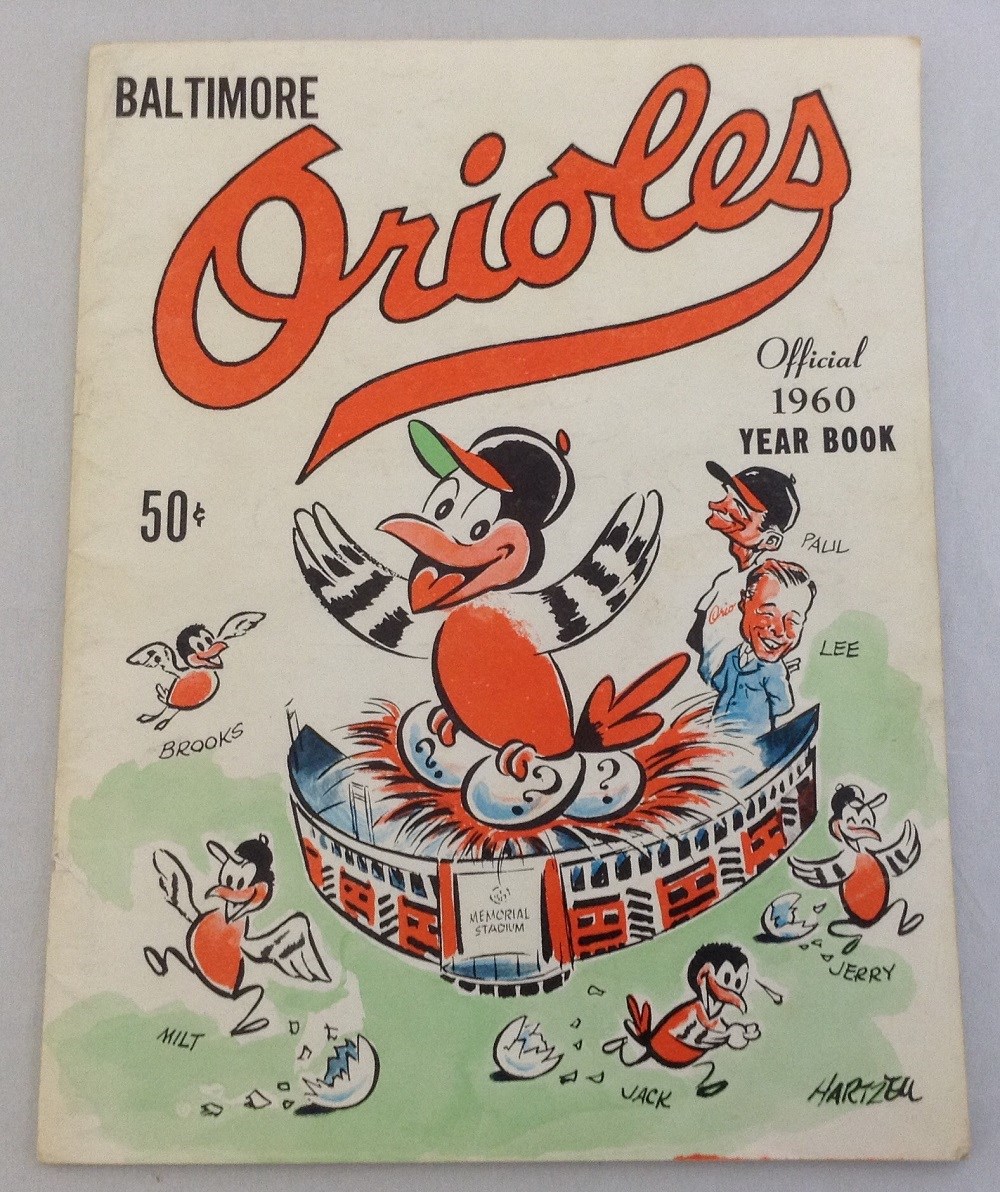 BALTIMORE
Orioles
Official
1960
YEAR BOOK
50¢
PAUL
Orio
LEE
BROOKS
?
?
?
MEMORIAL
STADIUM
JERRY
MILT
JACK
HARTZELL